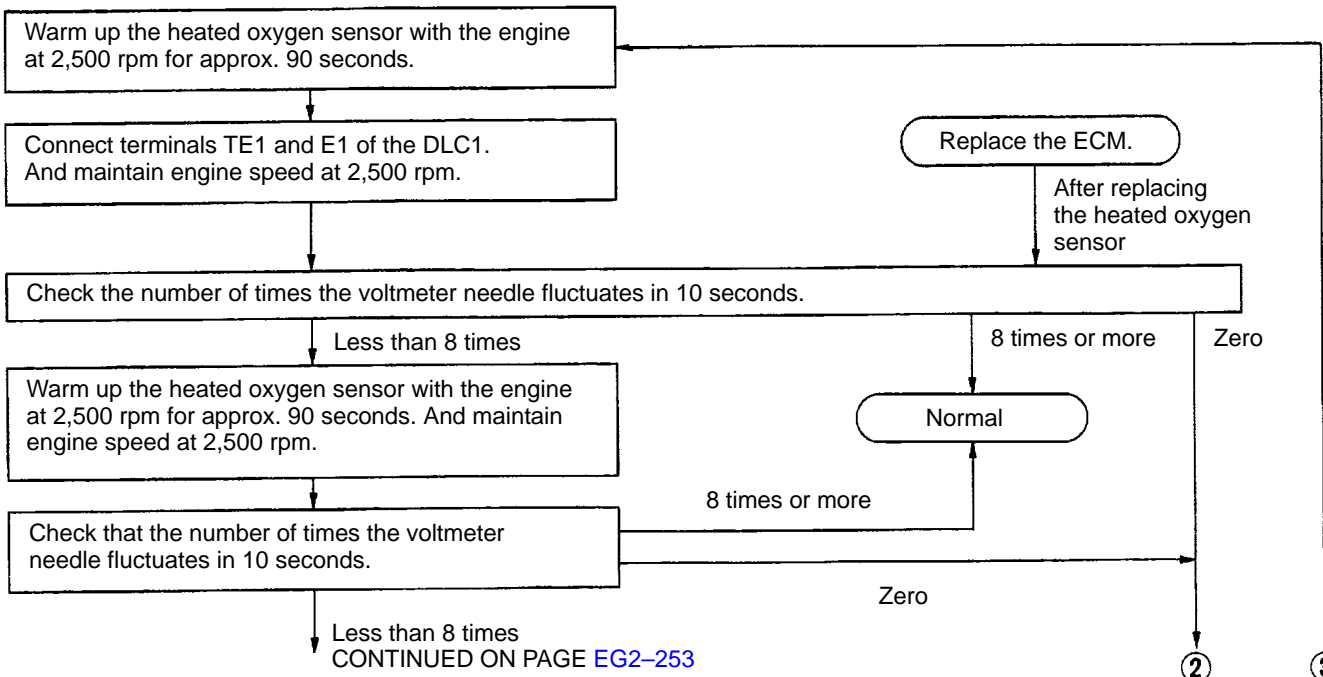 Warm up the heated oxygen sensor with the engine
at 2,500 rpm for approx. 90 seconds.
Connect terminals TE1 and E1 of the DLC1.
And maintain engine speed at 2,500 rpm.
Replace the ECM.
After replacing
the heated oxygen
sensor
Check the number of times the voltmeter needle fluctuates in 10 seconds.
Less than 8 times
8 times or more
Zero
Warm up the heated oxygen sensor with the engine
at 2,500 rpm for approx. 90 seconds. And maintain
engine speed at 2,500 rpm.
Normal
8 times or more
Check that the number of times the voltmeter
needle fluctuates in 10 seconds.
Zero
Less than 8 times
CONTINUED ON PAGE EG2–253
2
3